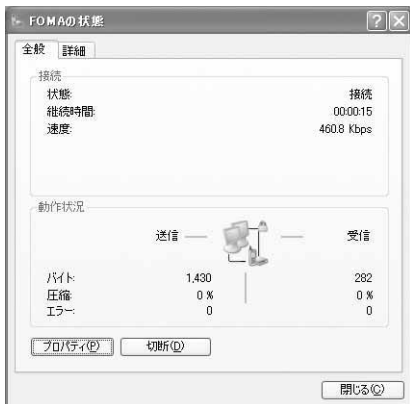 FOMAの状態
全般 詳細
接続
状態: 接続
継続時間: 00:00:15
速度: 460.8 Kbps
動作状況
送信 受信
バイト: 1,430 282
圧縮: 0 % 0 %
エラー: 0 0
プロパティ(P) 切断(D)
閉じる(C)